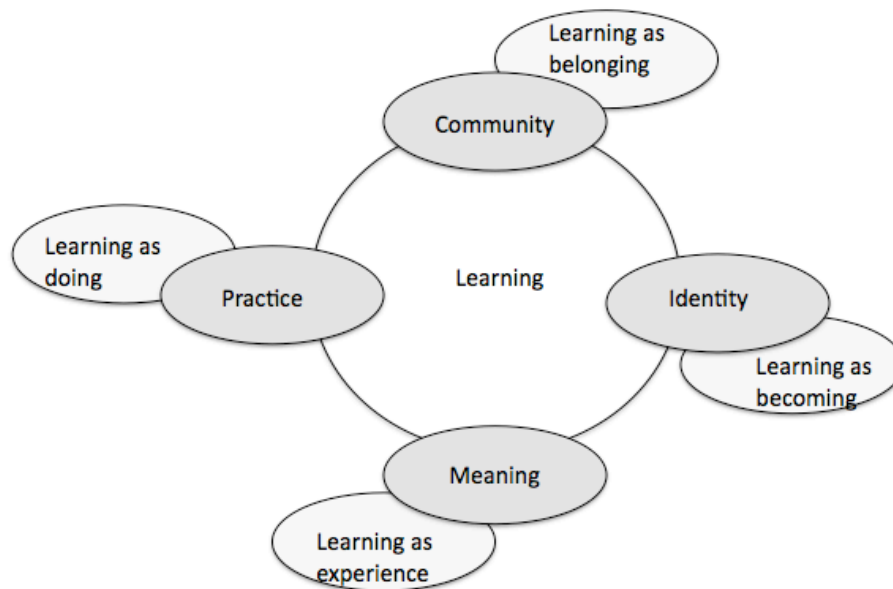 Learning as
belonging
Community
Learning as
doing
Practice
Learning
Identity
Learning as
becoming
Meaning
Learning as
experience